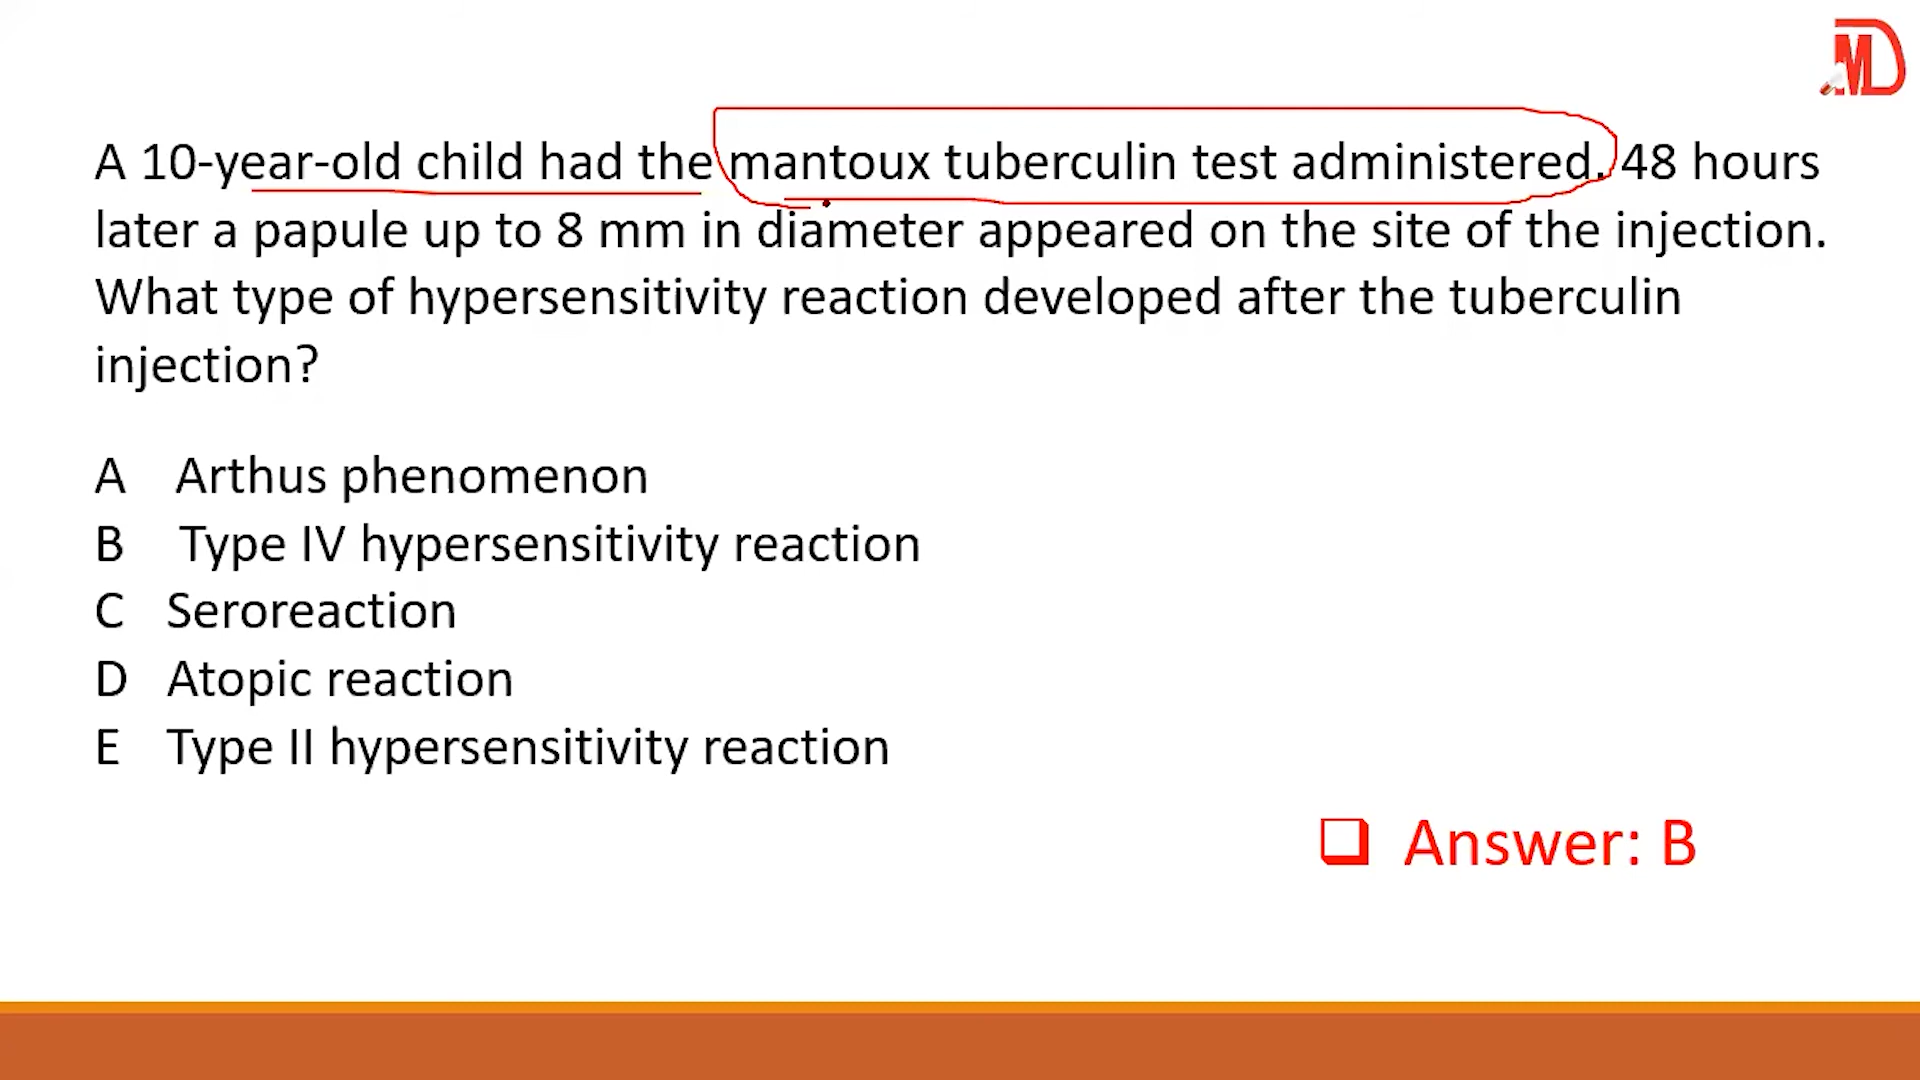 MD
A 10-year-old child had the mantoux tuberculin test administered. 48 hours
later a papule up to 8 mm in diameter appeared on the site of the injection.
What type of hypersensitivity reaction developed after the tuberculin
injection?
A Arthus phenomenon
B Type IV hypersensitivity reaction
C Seroreaction
D Atopic reaction
E Type II hypersensitivity reaction
❑ Answer: B